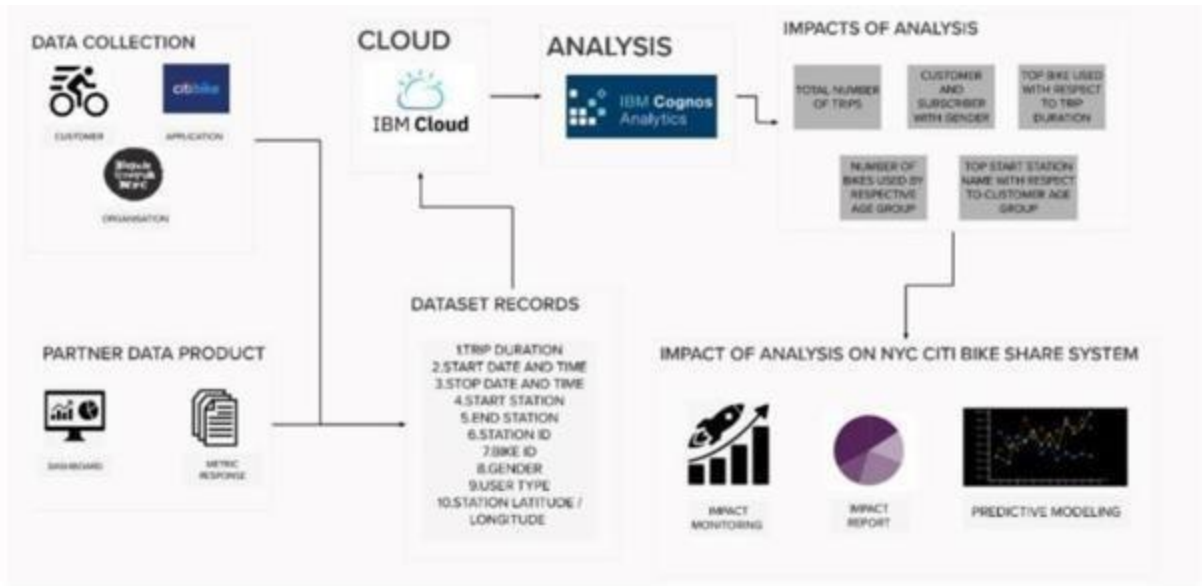 DATA COLLECTION
citibike
CUSTOMER
APPLICATION
NYC
ORGANISATION
CLOUD
IBM Cloud
ANALYSIS
IBM Cognos
Analytics
IMPACTS OF ANALYSIS
TOTAL NUMBER
OF TRIPS
CUSTOMER
AND
SUBSCRIBER
WITH GENDER
TOP BIKE USED
WITH RESPECT
TO TRIP
DURATION
NUMBER OF
BIKES USED BY
RESPECTIVE
AGE GROUP
TOP START STATION
NAME WITH RESPECT
TO CUSTOMER AGE
GROUP
PARTNER DATA PRODUCT
DASHBOARD
METRIC
RESPONSE
DATASET RECORDS
1.TRIP DURATION
2.START DATE AND TIME
3.STOP DATE AND TIME
4.START STATION
5.END STATION
6.STATION ID
7.BIKE ID
8.GENDER
9.USER TYPE
10.STATION LATITUDE /
LONGITUDE
IMPACT OF ANALYSIS ON NYC CITI BIKE SHARE SYSTEM
IMPACT
MONITORING
IMPACT
REPORT
PREDICTIVE MODELING